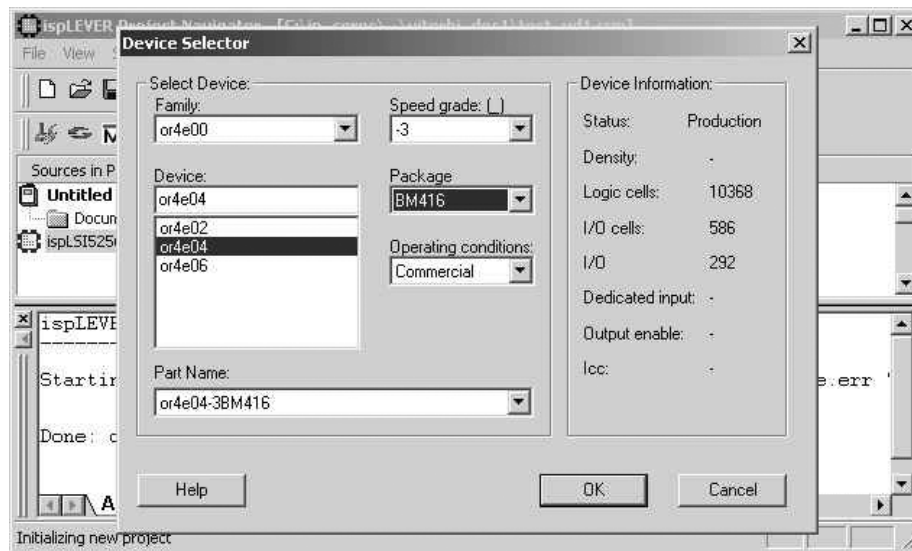 ispLEVER Project Navigator
Device Selector
File View
Select Device:
Family:
or4e00
Speed grade: (_)
-3
Device:
or4e04
or4e02
or4e04
or4e06
Package
BM416
Operating conditions:
Commercial
Part Name:
or4e04-3BM416
Device Information:
Status: Production
Density: -
Logic cells: 10368
I/O cells: 586
I/O 292
Dedicated input: -
Output enable: -
Icc: -
Help
OK
Cancel
Sources in P
Untitled
Docum
ispLSI525
ispLEVE
Startin
e.err '
Done: c
A
Initializing new project